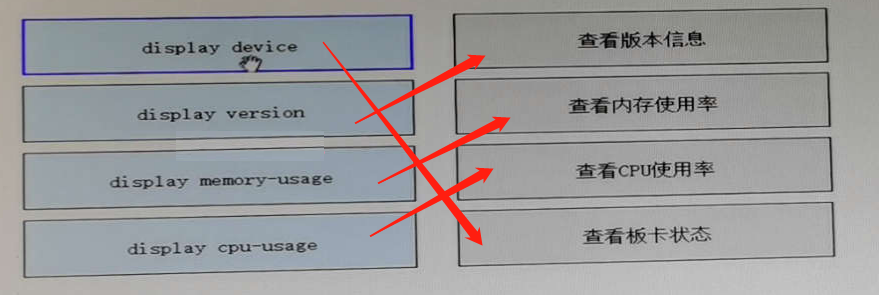 display device
查看版本信息
display version
查看内存使用率
display memory-usage
查看CPU使用率
display cpu-usage
查看板卡状态